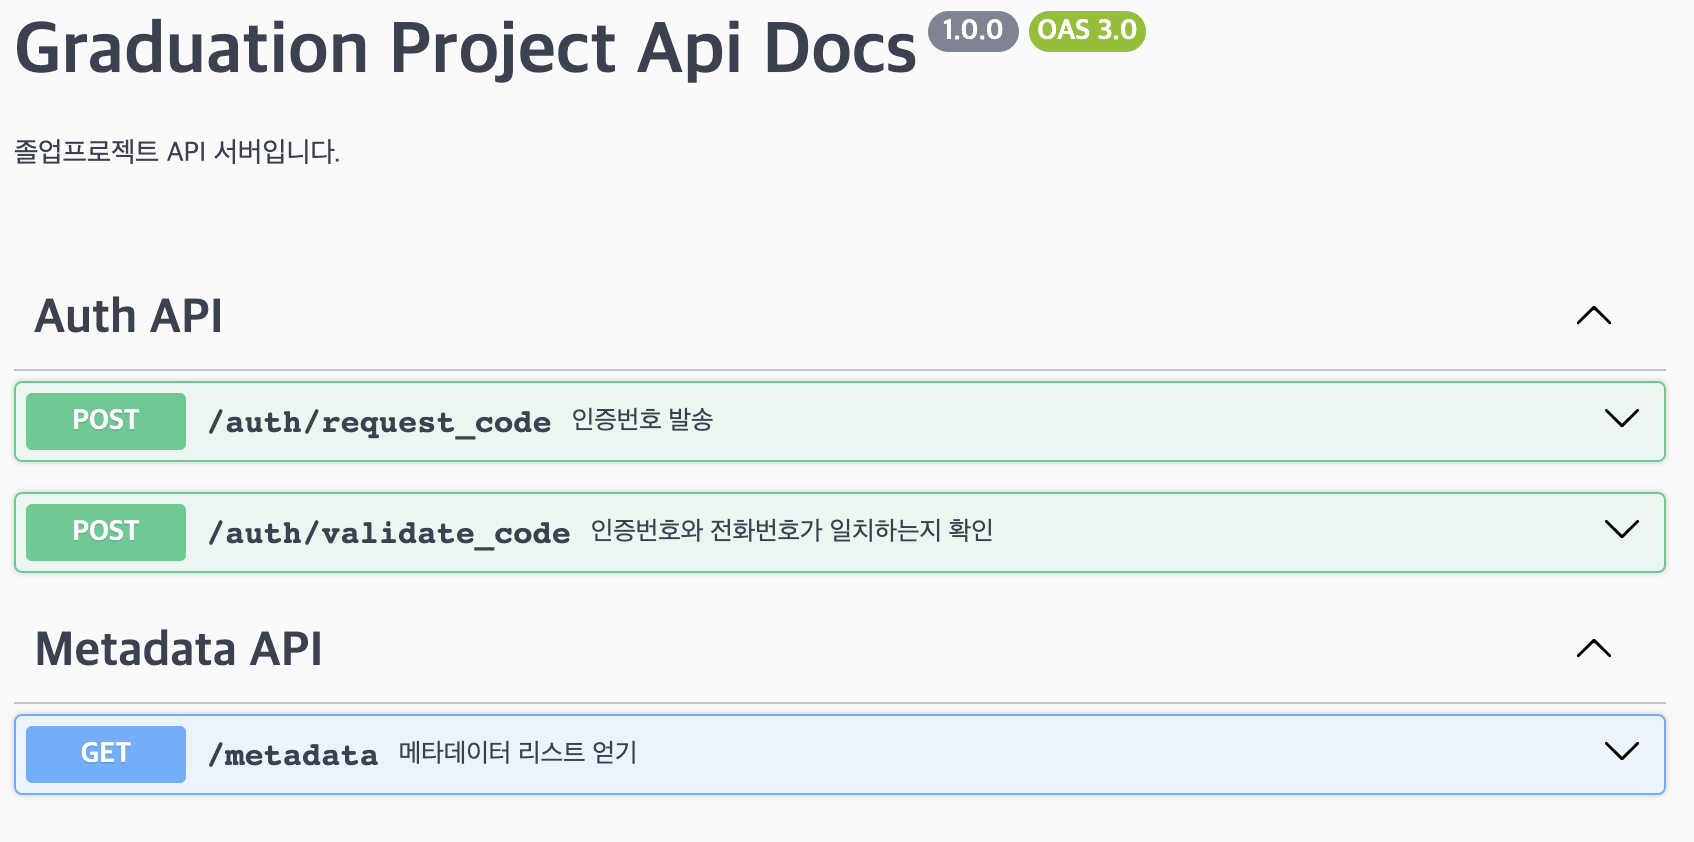 Graduation Project Api Docs 1.0.0 OAS 3.0
졸업프로젝트 API 서버입니다.
Auth API
POST /auth/request_code 인증번호 발송
POST /auth/validate_code 인증번호와 전화번호가 일치하는지 확인
Metadata API
GET /metadata 메타데이터 리스트 얻기